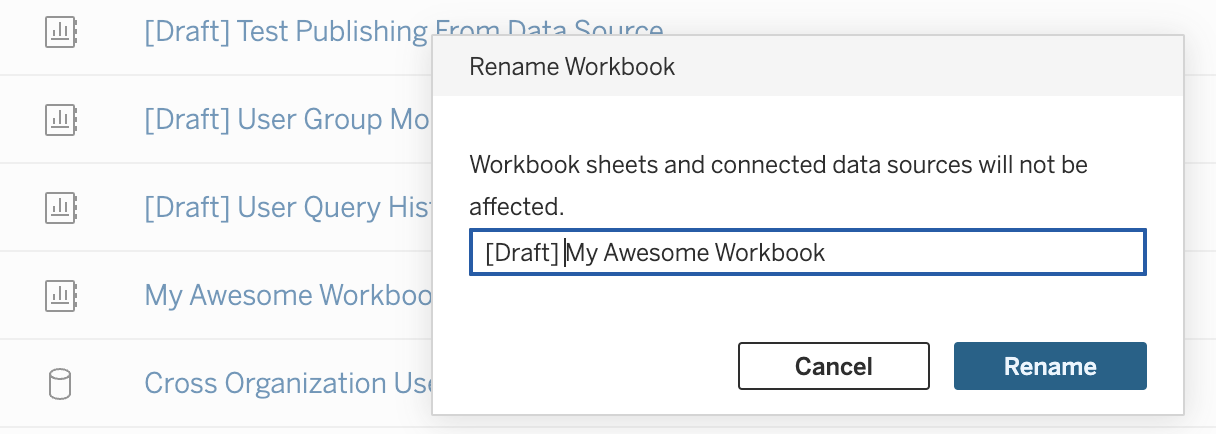 [Draft] Test Publishing From Data Source
[Draft] User Group Mo
[Draft] User Query His
My Awesome Workboo
Cross Organization Use
Rename Workbook
Workbook sheets and connected data sources will not be
affected.
[Draft] My Awesome Workbook
Cancel
Rename